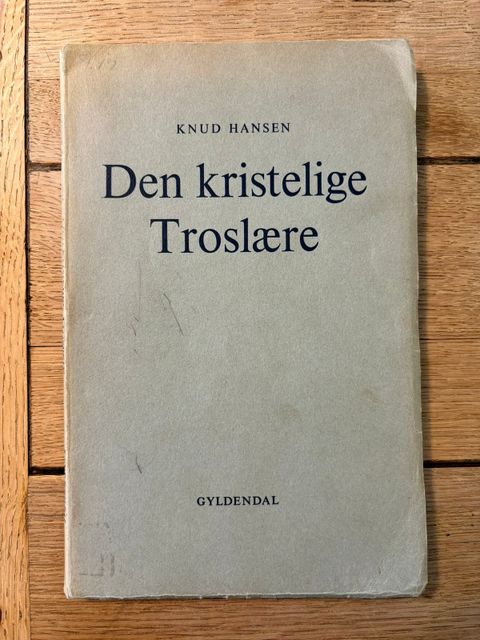 KNUD HANSEN
Den kristelige
Troslære
GYLDENDAL